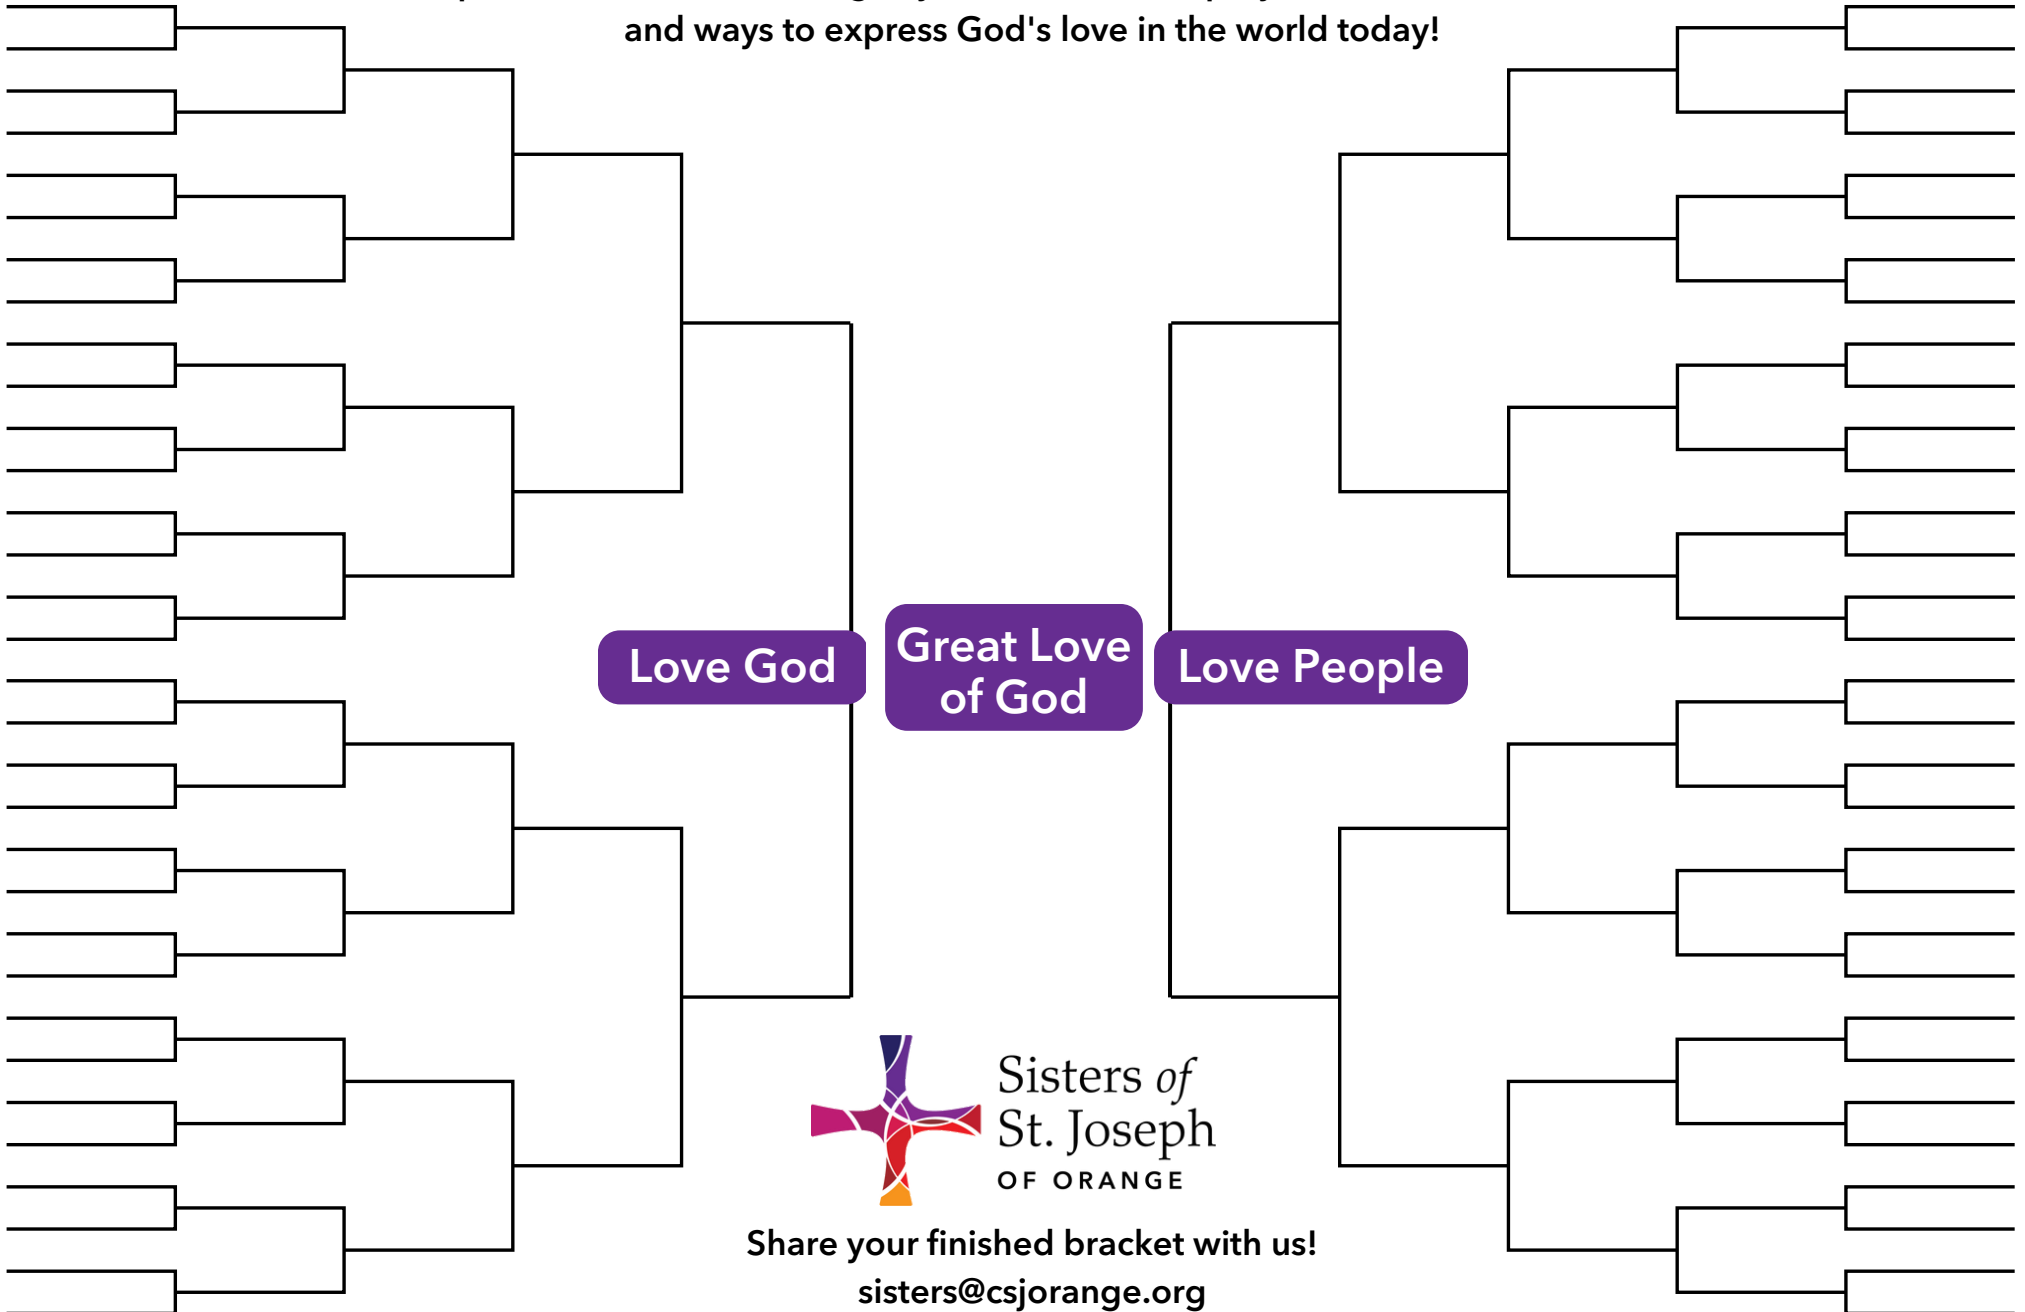 and ways to express God's love in the world today!
Love God
Great Love
of God
Love People
Sisters of
St. Joseph
OF ORANGE
Share your finished bracket with us!
sisters@csjorange.org